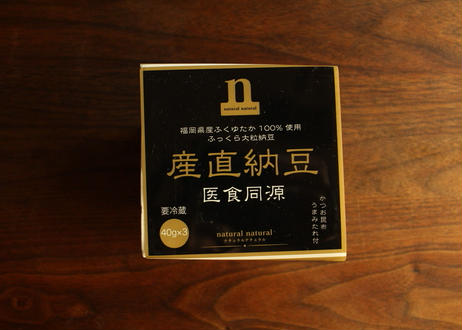 n
natural natural
福岡県産ふくゆたか100%使用
ふっくら大粒納豆
産直納豆
医食同源
要冷蔵
40g×3
かつお昆布
うまみたれ付
natural natural
ナチュラルナチュラル